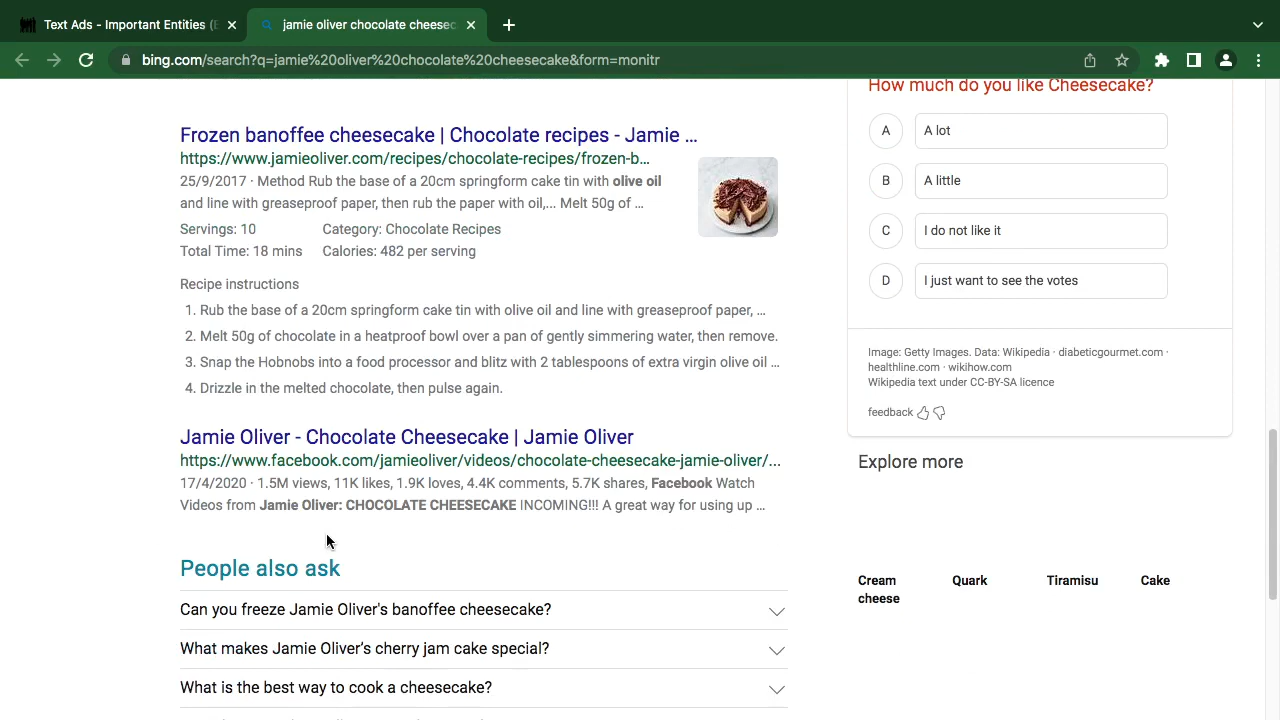 Text Ads - Important Entities (E
jamie oliver chocolate cheesec
bing.com/search?q=jamie%20oliver%20chocolate%20cheesecake&form=monitr
Frozen banoffee cheesecake | Chocolate recipes - Jamie ...
https://www.jamieoliver.com/recipes/chocolate-recipes/frozen-b...
25/9/2017 · Method Rub the base of a 20cm springform cake tin with olive oil
and line with greaseproof paper, then rub the paper with oil,... Melt 50g of ...
Servings: 10
Category: Chocolate Recipes
Total Time: 18 mins
Calories: 482 per serving
Recipe instructions
1. Rub the base of a 20cm springform cake tin with olive oil and line with greaseproof paper, ...
2. Melt 50g of chocolate in a heatproof bowl over a pan of gently simmering water, then remove.
3. Snap the Hobnobs into a food processor and blitz with 2 tablespoons of extra virgin olive oil ...
4. Drizzle in the melted chocolate, then pulse again.
Jamie Oliver - Chocolate Cheesecake | Jamie Oliver
https://www.facebook.com/jamieoliver/videos/chocolate-cheesecake-jamie-oliver/...
17/4/2020 · 1.5M views, 11K likes, 1.9K loves, 4.4K comments, 5.7K shares, Facebook Watch
Videos from Jamie Oliver: CHOCOLATE CHEESECAKE INCOMING!!! A great way for using up ...
People also ask
Can you freeze Jamie Oliver's banoffee cheesecake?
What makes Jamie Oliver's cherry jam cake special?
What is the best way to cook a cheesecake?
How much do you like Cheesecake?
A
A lot
B
A little
C
I do not like it
D
I just want to see the votes
Image: Getty Images. Data: Wikipedia · diabeticgourmet.com ·
healthline.com · wikihow.com
Wikipedia text under CC-BY-SA licence
feedback
Explore more
Cream
cheese
Quark
Tiramisu
Cake